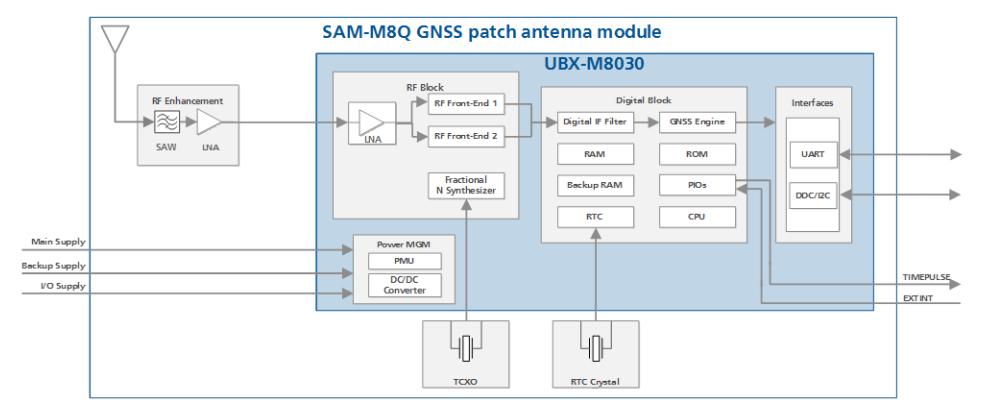 SAM-M8Q GNSS patch antenna module
UBX-M8030
RF Enhancement
SAW
LNA
RF Block
LNA
RF Front-End 1
RF Front-End 2
Fractional
N Synthesizer
Digital Block
Digital IF Filter
GNSS Engine
RAM
ROM
Backup RAM
PIOs
RTC
CPU
Interfaces
UART
DDC/I2C
Main Supply
Backup Supply
I/O Supply
Power MGM
PMU
DC/DC
Converter
TIMEPULSE
EXTINT
TCXO
RTC Crystal